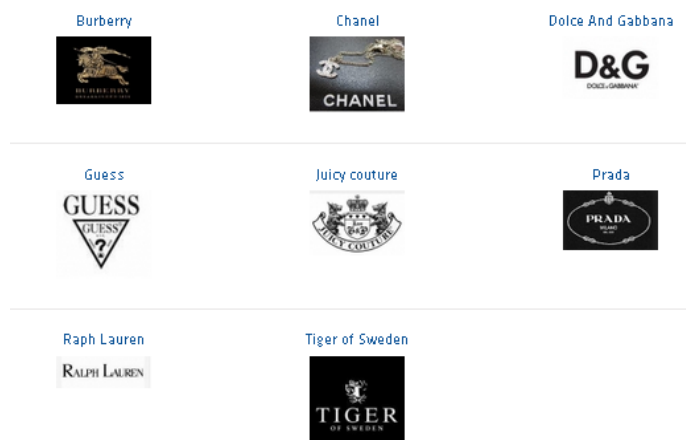 Burberry
Chanel
Dolce And Gabbana
BURBERRY
CHANEL
D&G
DOLCE & GABBANA
Guess
Juicy couture
Prada
GUESS
GUESS
?
JUICY COUTURE
PRADA
MILANO
Raph Lauren
Tiger of Sweden
RALPH LAUREN
TIGER
OF SWEDEN